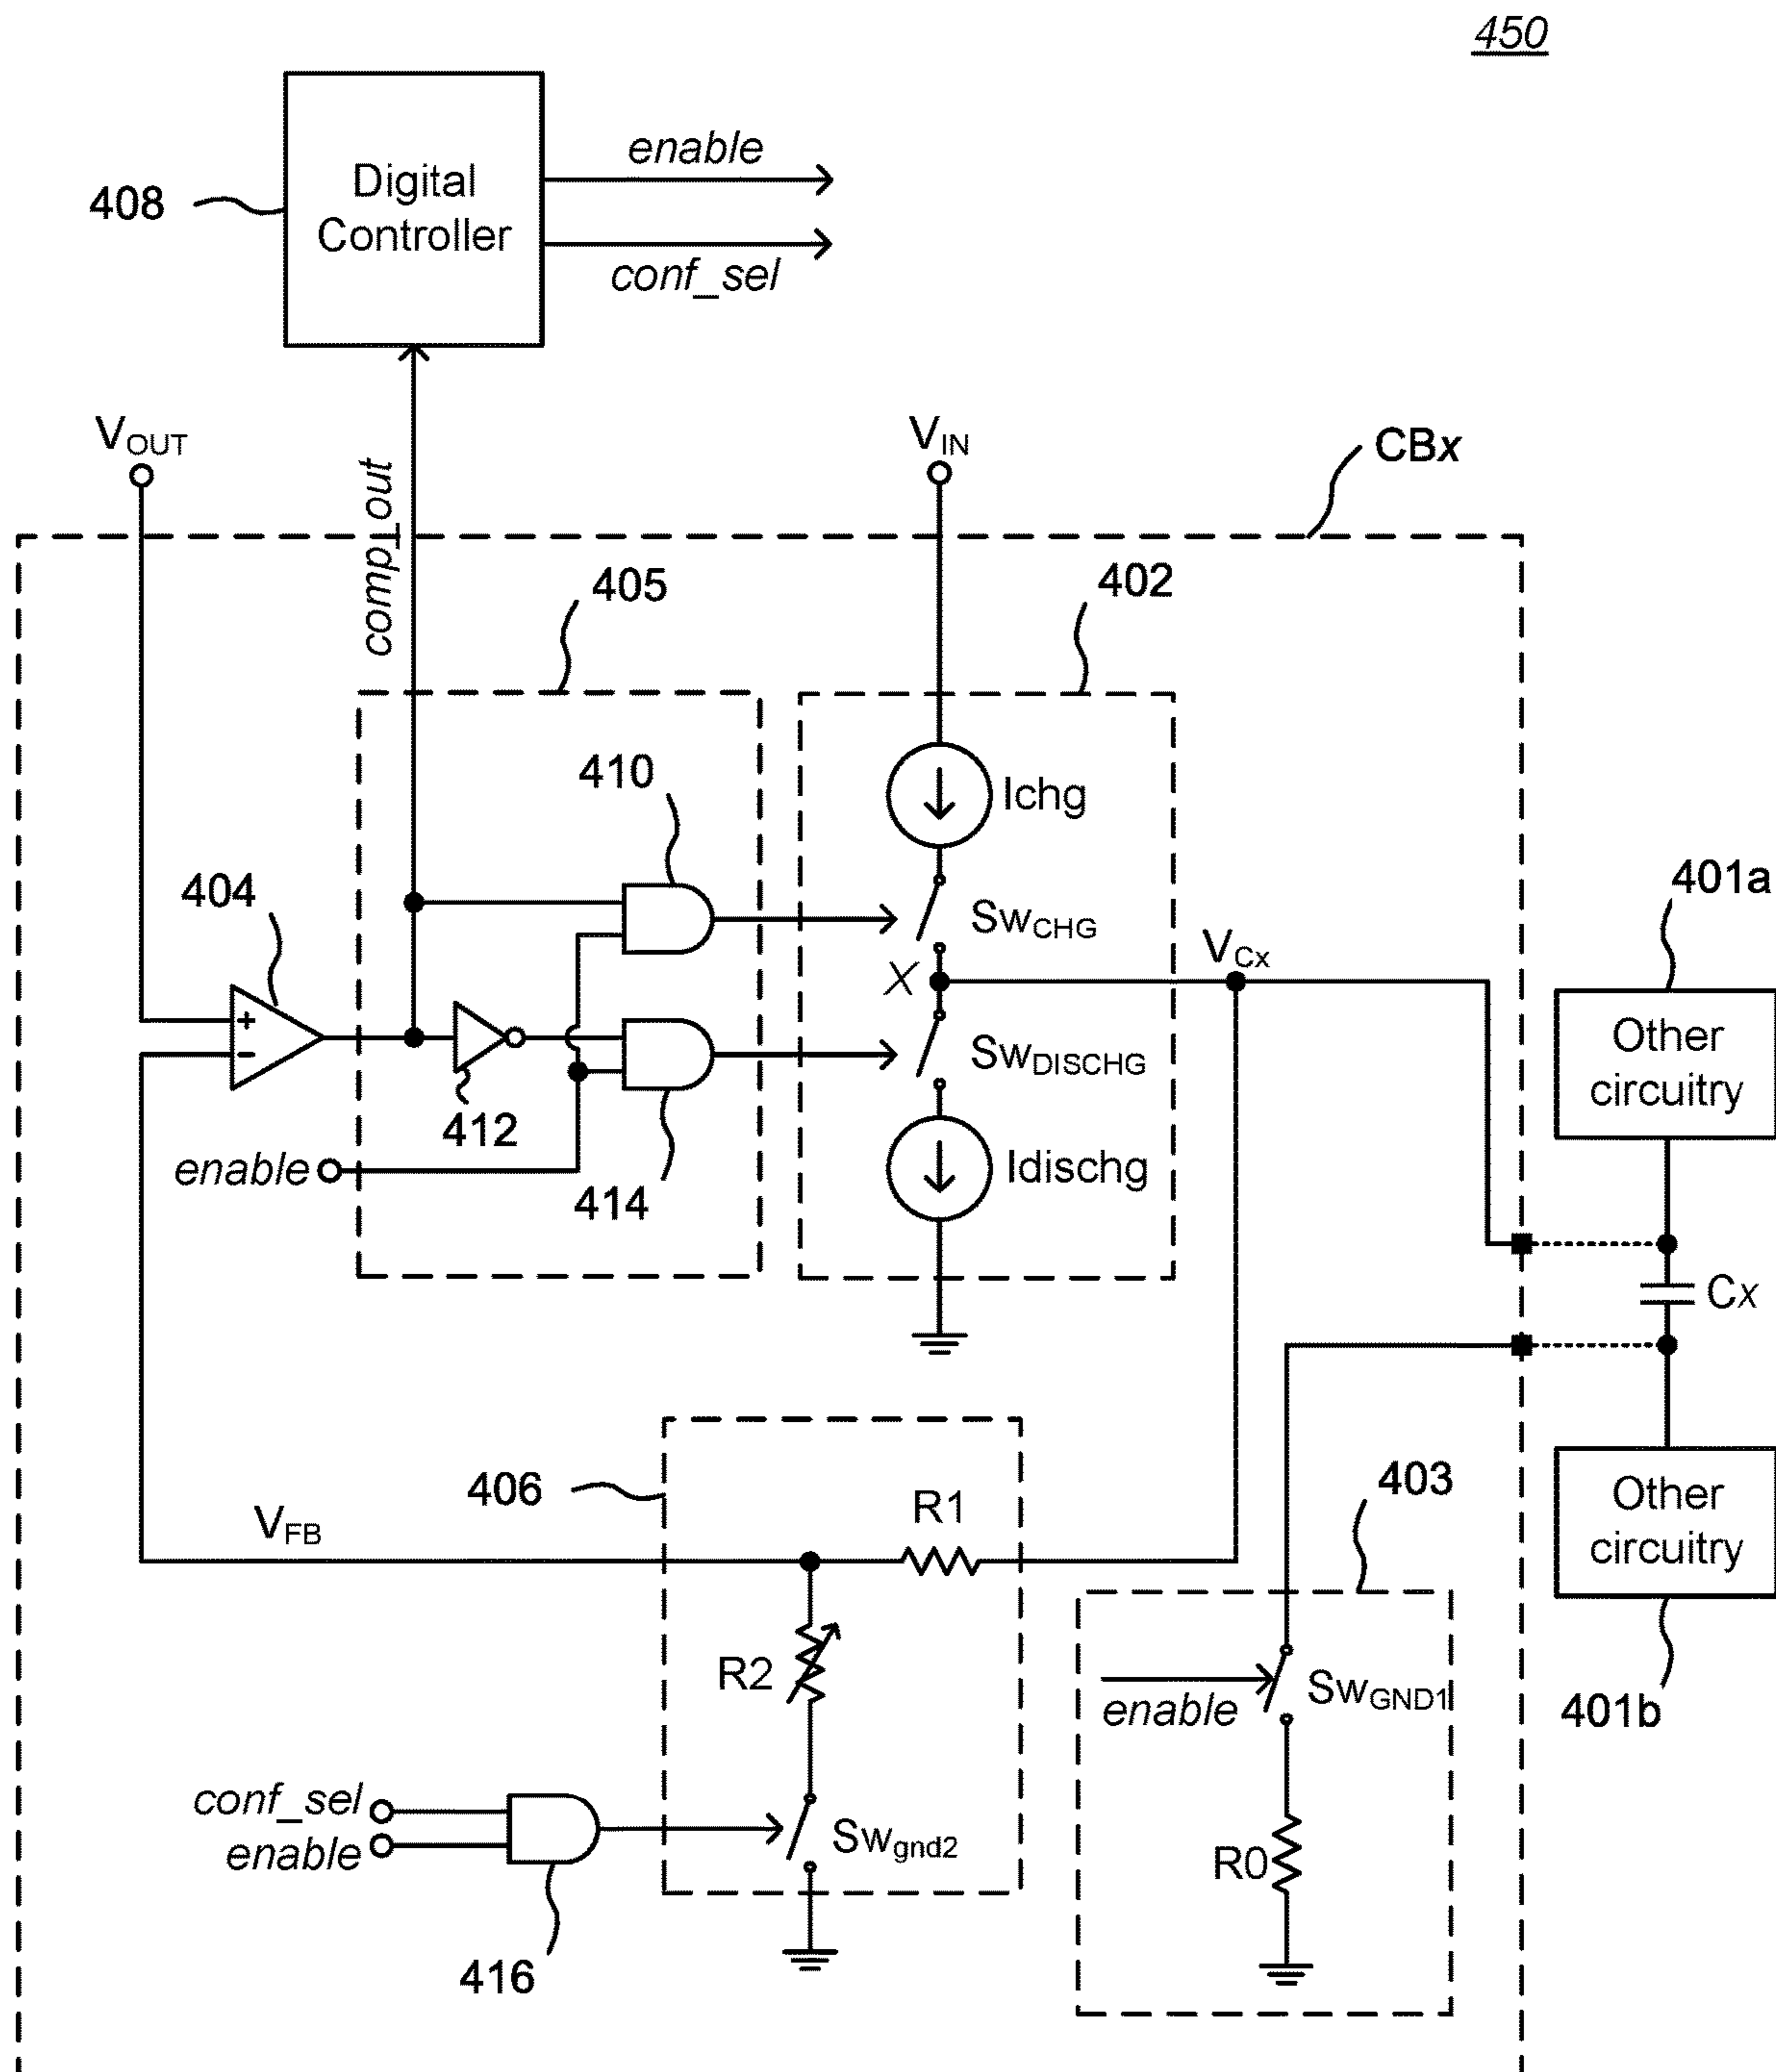 450
Digital
Controller
408
enable
conf_sel
VOUT
VIN
CBx
comp_out
405
402
410
Ichg
404
SwCHG
401a
VCx
X
Other
circuitry
+
-
SwDISCHG
412
enable
414
Idischg
Cx
406
R1
403
Other
circuitry
VFB
R2
enable
SwGND1
401b
conf_sel
enable
Swgnd2
R0
416